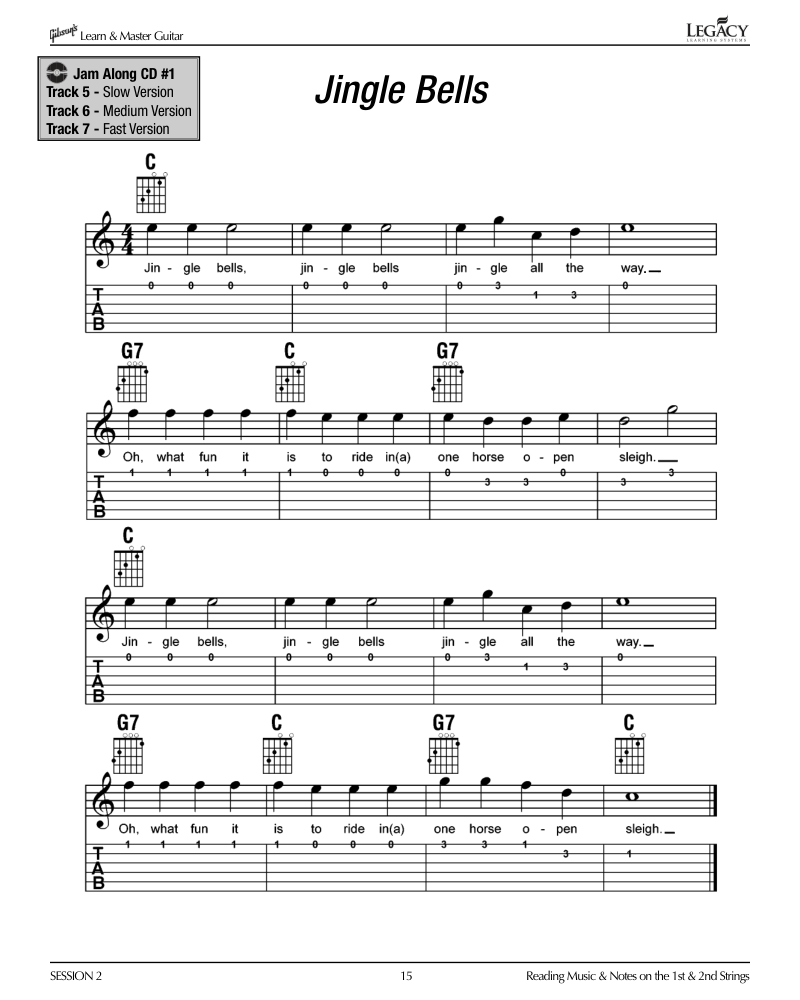 Gibson's Learn & Master Guitar
LEGACY
LEARNING SYSTEMS
Jam Along CD #1
Track 5 - Slow Version
Track 6 - Medium Version
Track 7 - Fast Version
Jingle Bells
C
4
4
Jin - gle bells, jin - gle bells jin - gle all the way.
0 0 0 0 0 0 0 3 1 3 0
T
A
B
G7 C G7
Oh, what fun it is to ride in(a) one horse o - pen sleigh.
1 1 1 1 1 0 0 0 0 3 3 0 3 3
T
A
B
C
Jin - gle bells, jin - gle bells jin - gle all the way.
0 0 0 0 0 0 0 3 1 3 0
T
A
B
G7 C G7 C
Oh, what fun it is to ride in(a) one horse o - pen sleigh.
1 1 1 1 1 0 0 0 3 3 1 3 1
T
A
B
SESSION 2 15 Reading Music & Notes on the 1st & 2nd Strings